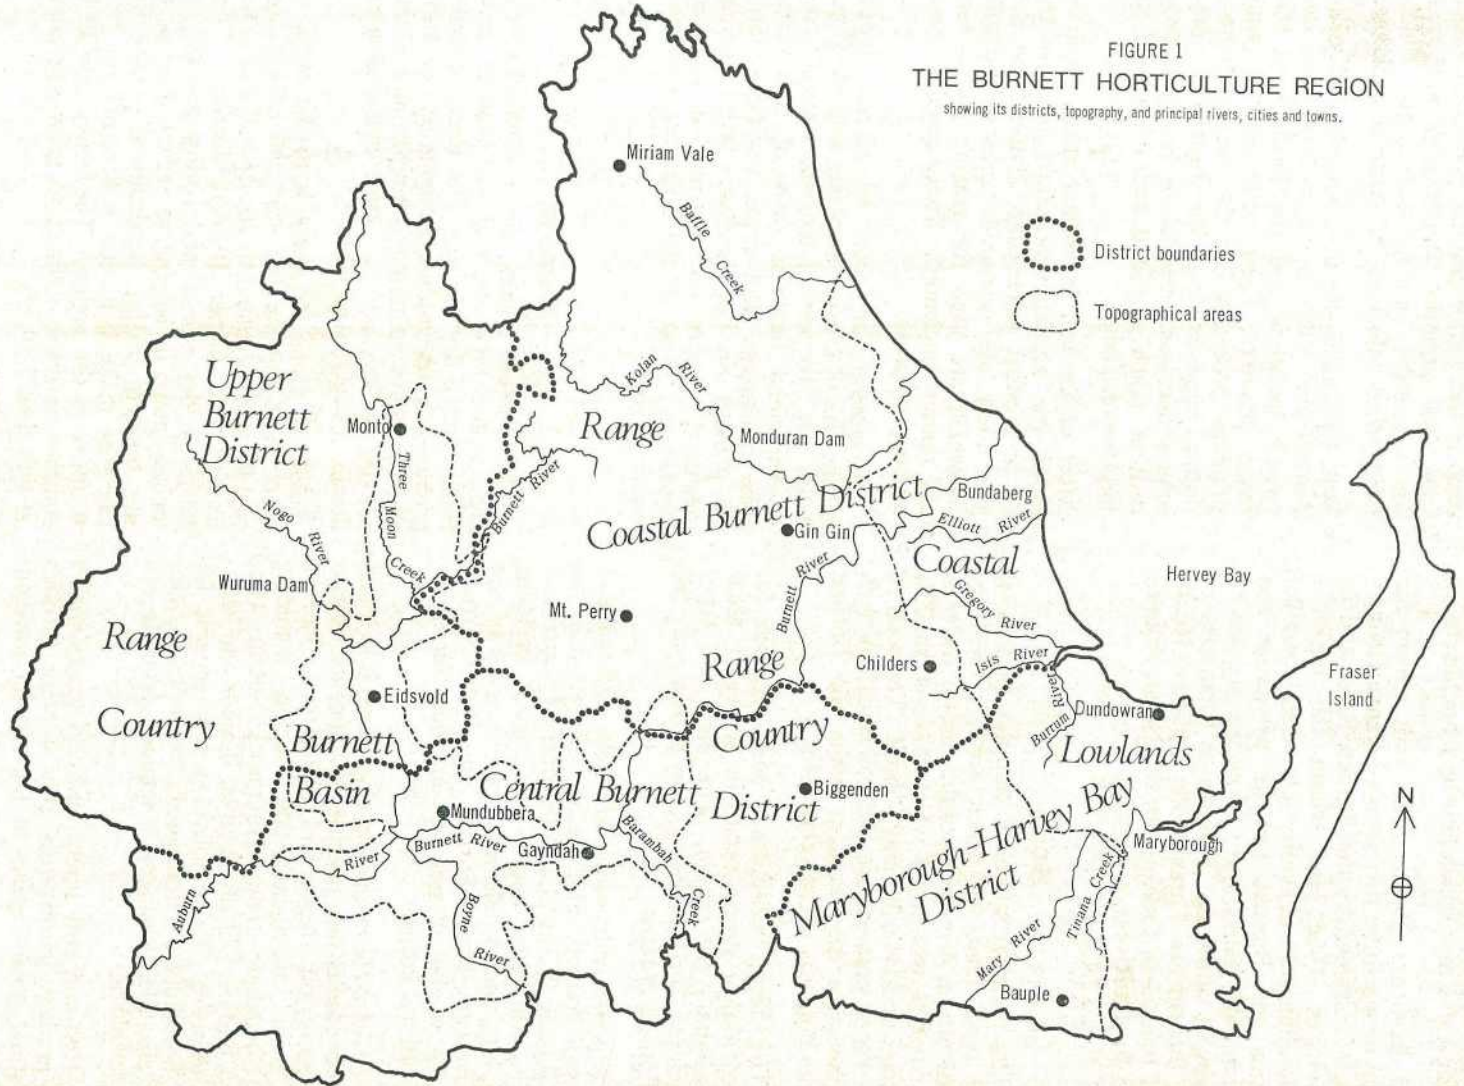 FIGURE 1
THE BURNETT HORTICULTURE REGION
showing its districts, topography, and principal rivers, cities and towns.
District boundaries
Topographical areas
Miriam Vale
Baffle
Creek
Upper
Burnett
District
Monto
Three
Moon
Creek
Nogo
River
Wuruma Dam
Kolan
River
Range
Monduran Dam
Burnett River
Coastal Burnett District
Bundaberg
Gin Gin
Elliott River
Coastal
Burnett River
Gregory
River
Hervey Bay
Mt. Perry
Range
Country
Range
Childers
Isis River
Fraser
Island
Eidsvold
Country
Burrum River
Dundowran
Lowlands
Burnett
Basin
Central Burnett
District
Biggenden
Mundubbera
Burnett River
Gayndah
Barambah
Creek
Maryborough-Harvey Bay
District
Maryborough
N
Auburn
River
Boyne
River
Mary River
Tinana Creek
Bauple